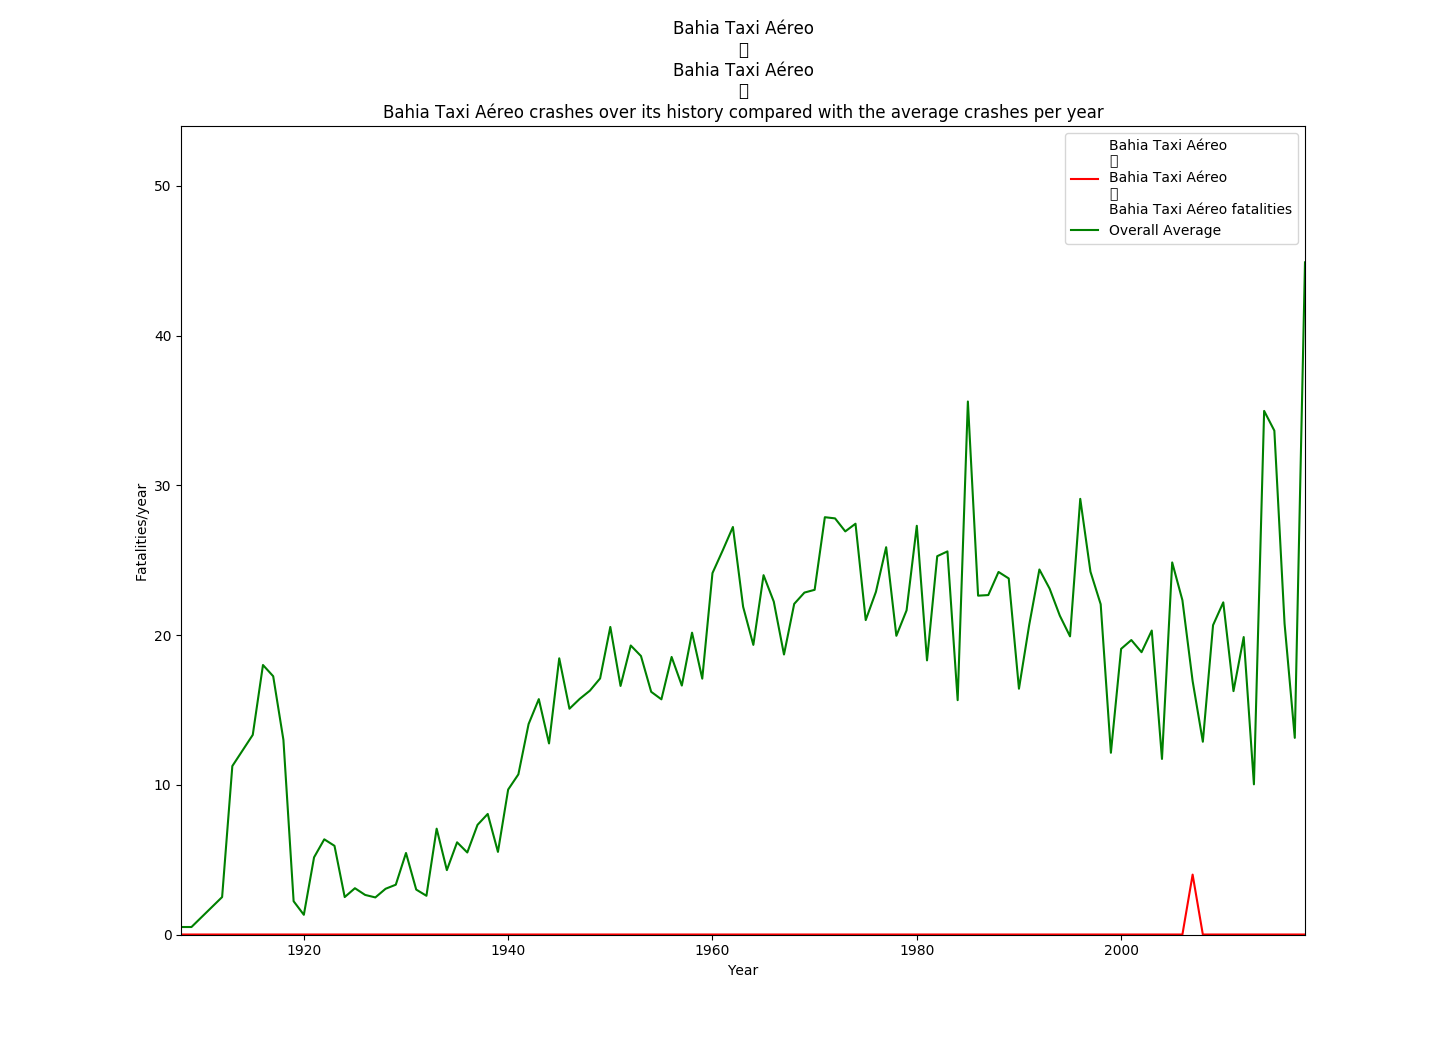 Bahia Taxi Aéreo
Bahia Taxi Aéreo
Bahia Taxi Aéreo crashes over its history compared with the average crashes per year
Bahia Taxi Aéreo
Bahia Taxi Aéreo
Bahia Taxi Aéreo fatalities
Overall Average
50
40
30
20
10
0
Fatalities/year
1920
1940
1960
1980
2000
Year